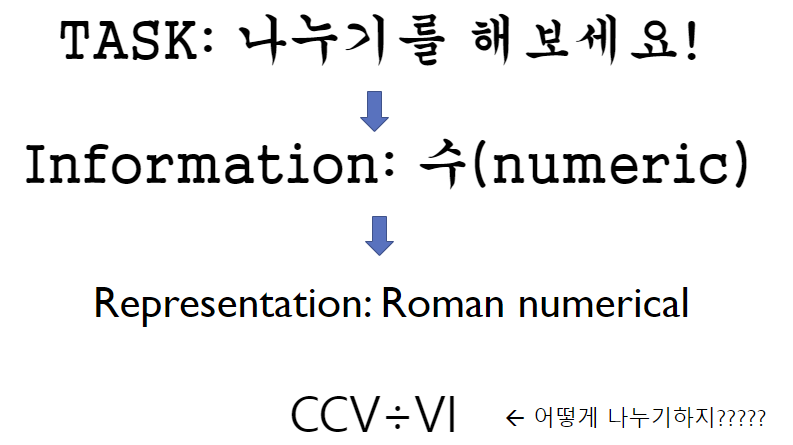 TASK: 나누기를 해보세요!
Information: 수(numeric)
Representation: Roman numerical
CCV÷VI ← 어떻게 나누기하지?????